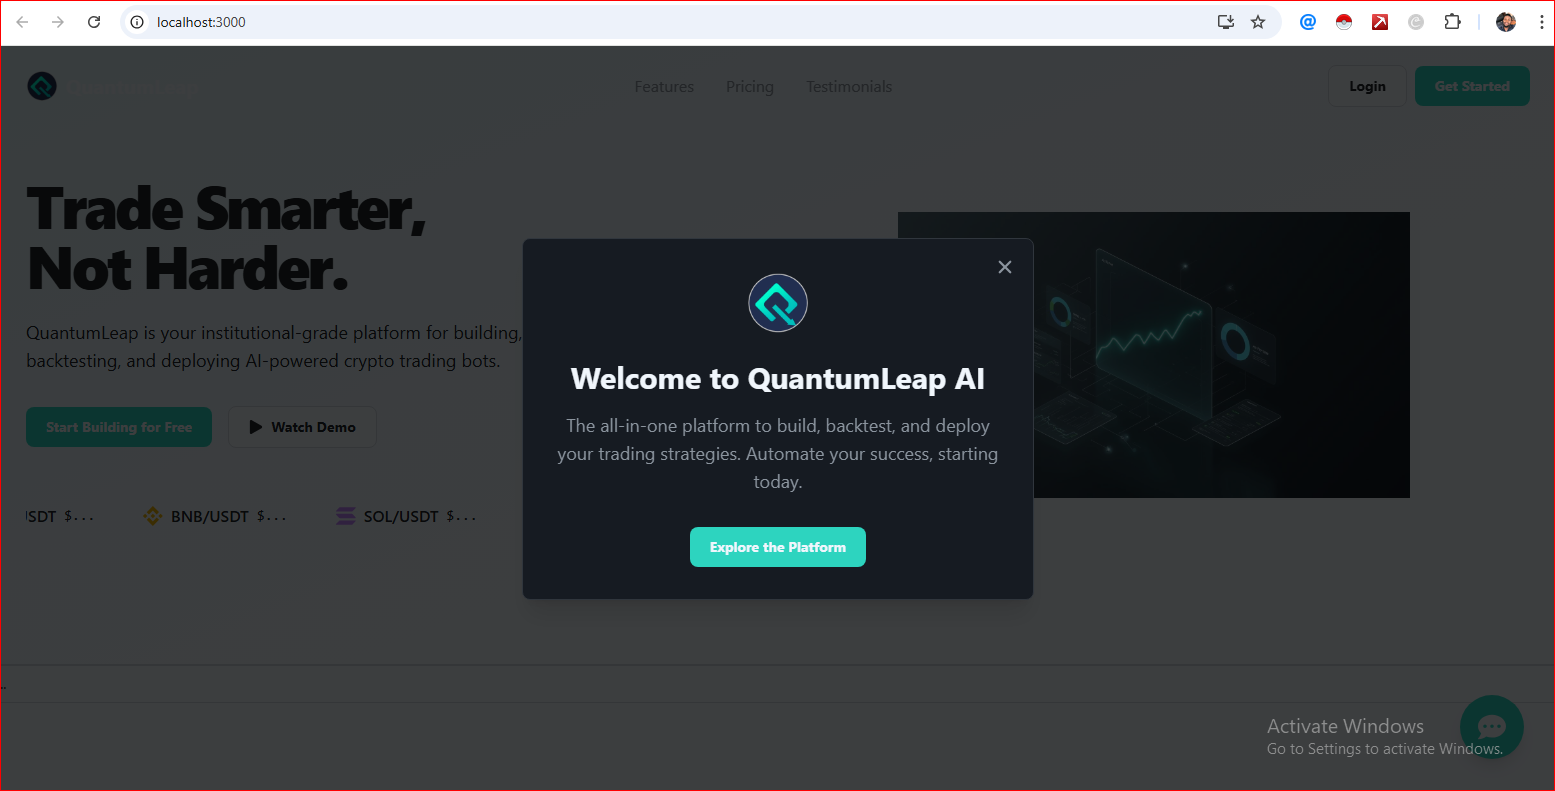 localhost:3000
QuantumLeap
Features
Pricing
Testimonials
Login
Get Started
Trade Smarter,
Not Harder.
QuantumLeap is your institutional-grade platform for building,
backtesting, and deploying AI-powered crypto trading bots.
Start Building for Free
Watch Demo
USDT $...
BNB/USDT $...
SOL/USDT $...
Welcome to QuantumLeap AI
The all-in-one platform to build, backtest, and deploy
your trading strategies. Automate your success, starting
today.
Explore the Platform
Activate Windows
Go to Settings to activate Windows.